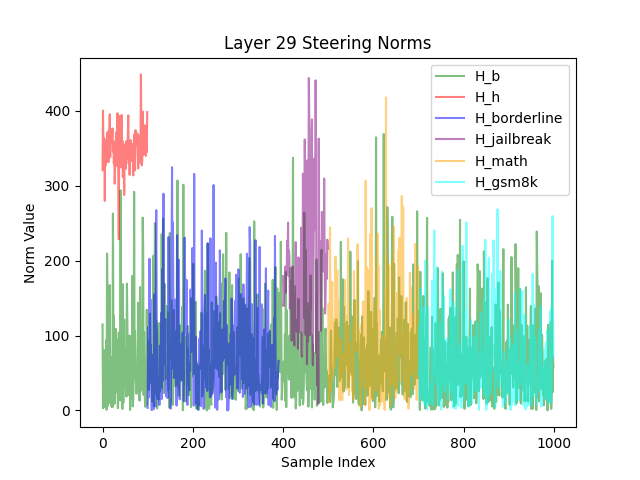 Layer 29 Steering Norms
H_b
H_h
H_borderline
H_jailbreak
H_math
H_gsm8k
Norm Value
400
300
200
100
0
0
200
400
600
800
1000
Sample Index